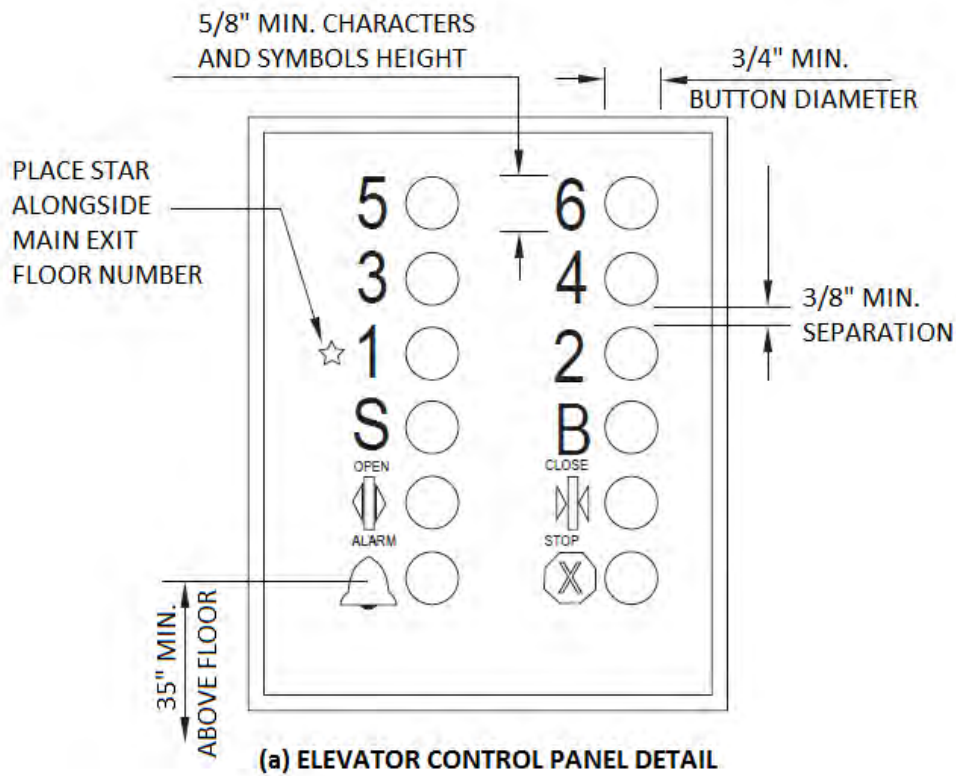 5/8" MIN. CHARACTERS
AND SYMBOLS HEIGHT
3/4" MIN.
BUTTON DIAMETER
PLACE STAR
ALONGSIDE
MAIN EXIT
FLOOR NUMBER
5 6
3 4
3/8" MIN.
SEPARATION
1 2
S B
OPEN CLOSE
ALARM STOP
X
35" MIN.
ABOVE FLOOR
(a) ELEVATOR CONTROL PANEL DETAIL